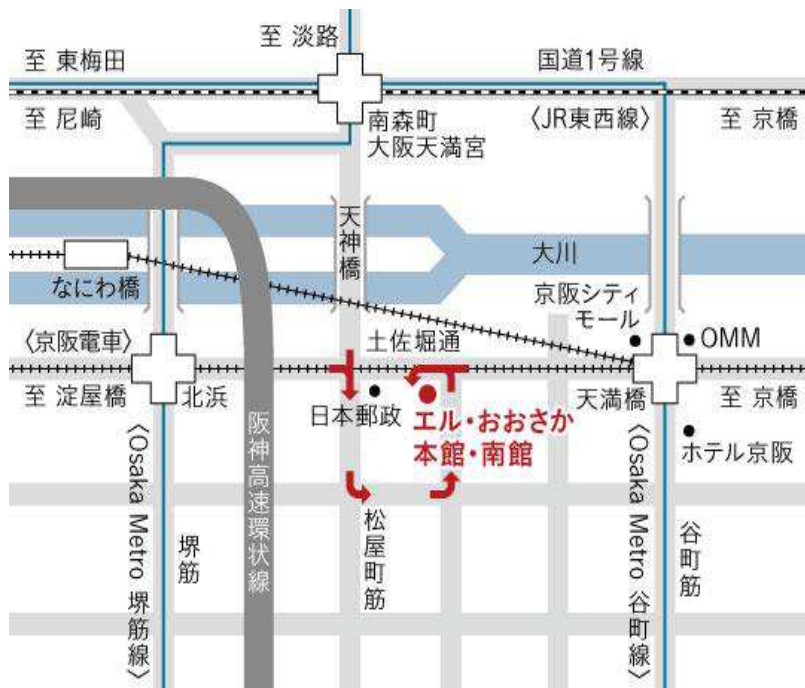 至 淡路
至 東梅田
国道1号線
至 尼崎
南森町
大阪天満宮
〈JR東西線〉
至 京橋
天神橋
大川
なにわ橋
京阪シティ
モール
〈京阪電車〉
土佐堀通
OMM
至 淀屋橋
北浜
日本郵政
エル・おおさか
本館・南館
天満橋
至 京橋
ホテル京阪
阪神高速環状線
〈Osaka Metro 堺筋線〉
堺筋
松屋町筋
〈Osaka Metro 谷町線〉
谷町筋